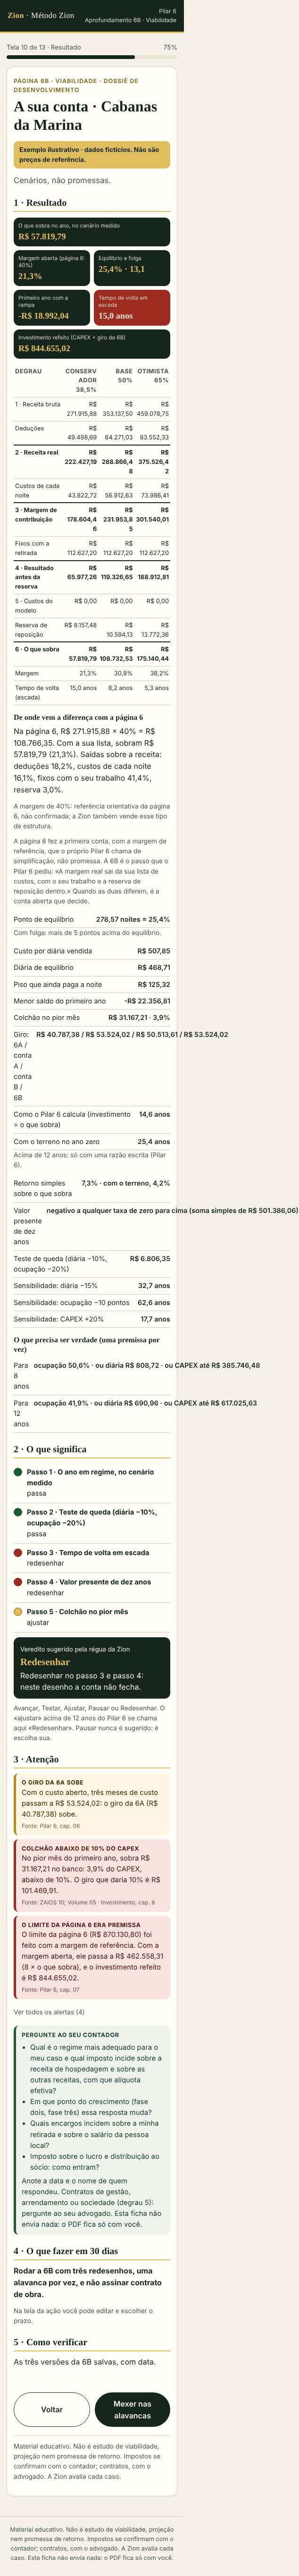 Zion · Método Zion
Pilar 6
Aprofundamento 6B · Viabilidade
Tela 10 de 13 · Resultado
75%
PÁGINA 6B · VIABILIDADE · DOSSIÊ DE
DESENVOLVIMENTO
A sua conta · Cabanas
da Marina
Exemplo ilustrativo · dados fictícios. Não são
preços de referência.
Cenários, não promessas.
1 · Resultado
O que sobra no ano, no cenário medido
R$ 57.819,79
Margem aberta (página 6:
40%)
21,3%
Equilíbrio e folga
25,4% · 13,1
Primeiro ano com a
rampa
-R$ 18.992,04
Tempo de volta em
escada
15,0 anos
Investimento refeito (CAPEX + giro da 6B)
R$ 844.655,02
DEGRAU CONSERV BASE OTIMISTA
ADOR 50% 65%
38,5%
1 · Receita bruta R$ R$ R$
271.915,88 353.137,50 459.078,75
Deduções R$ R$ R$
49.488,69 64.271,03 83.552,33
2 · Receita real R$ R$ R$
222.427,19 288.866,4 375.526,4
8 2
Custos de cada R$ R$ R$
noite 43.822,72 56.912,63 73.986,41
3 · Margem de R$ R$ R$
contribuição 178.604,4 231.953,8 301.540,01
6 5
Fixos com a R$ R$ R$
retirada 112.627,20 112.627,20 112.627,20
4 · Resultado R$ R$ R$
antes da 65.977,26 119.326,65 188.912,81
reserva
5 · Custos do R$ 0,00 R$ 0,00 R$ 0,00
modelo
Reserva de R$ 8.157,48 R$ R$
reposição 10.594,13 13.772,36
6 · O que sobra R$ R$ R$
57.819,79 108.732,53 175.140,44
Margem 21,3% 30,8% 38,2%
Tempo de volta 15,0 anos 8,2 anos 5,3 anos
(escada)
De onde vem a diferença com a página 6
Na página 6, R$ 271.915,88 × 40% = R$
108.766,35. Com a sua lista, sobram R$
57.819,79 (21,3%). Saídas sobre a receita:
deduções 18,2%, custos de cada noite
16,1%, fixos com o seu trabalho 41,4%,
reserva 3,0%.
A margem de 40%: referência orientativa da página
6, não confirmada; a Zion também vende esse tipo
de estrutura.
A página 6 fez a primeira conta, com a margem de
referência, que o próprio Pilar 6 chama de
simplificação, não promessa. A 6B é o passo que o
Pilar 6 pediu: «A margem real sai da sua lista de
custos, com o seu trabalho e a reserva de
reposição dentro.» Quando as duas diferem, é a
conta aberta que decide.
Ponto de equilíbrio 278,57 noites = 25,4%
Com folga: mais de 5 pontos acima do equilíbrio.
Custo por diária vendida R$ 507,85
Diária de equilíbrio R$ 468,71
Piso que ainda paga a noite R$ 125,32
Menor saldo do primeiro ano -R$ 22.356,81
Colchão no pior mês R$ 31.167,21 · 3,9%
Giro: R$ 40.787,38 / R$ 53.524,02 / R$ 50.513,61 / R$ 53.524,02
6A /
conta
A /
conta
B /
6B
Como o Pilar 6 calcula (investimento 14,6 anos
÷ o que sobra)
Com o terreno no ano zero 25,4 anos
Acima de 12 anos: só com uma razão escrita (Pilar
6).
Retorno simples 7,3% · com o terreno, 4,2%
sobre o que sobra
Valor negativo a qualquer taxa de zero para cima (soma simples de R$ 501.386,06)
presente
de dez
anos
Teste de queda (diária −10%, R$ 6.806,35
ocupação −20%)
Sensibilidade: diária −15% 32,7 anos
Sensibilidade: ocupação −10 pontos 62,6 anos
Sensibilidade: CAPEX +20% 17,7 anos
O que precisa ser verdade (uma premissa por
vez)
Para ocupação 50,6% · ou diária R$ 808,72 · ou CAPEX até R$ 385.746,48
8
anos
Para ocupação 41,9% · ou diária R$ 690,96 · ou CAPEX até R$ 617.025,63
12
anos
2 · O que significa
Passo 1 · O ano em regime, no cenário
medido
passa
Passo 2 · Teste de queda (diária −10%,
ocupação −20%)
passa
Passo 3 · Tempo de volta em escada
redesenhar
Passo 4 · Valor presente de dez anos
redesenhar
Passo 5 · Colchão no pior mês
ajustar
Veredito sugerido pela régua da Zion
Redesenhar
Redesenhar no passo 3 e passo 4:
neste desenho a conta não fecha.
Avançar, Testar, Ajustar, Pausar ou Redesenhar. O
«ajustar» acima de 12 anos do Pilar 6 se chama
aqui «Redesenhar». Pausar nunca é sugerido: é
escolha sua.
3 · Atenção
O GIRO DA 6A SOBE
Com o custo aberto, três meses de custo
passam a R$ 53.524,02: o giro da 6A (R$
40.787,38) sobe.
Fonte: Pilar 6, cap. 06
COLCHÃO ABAIXO DE 10% DO CAPEX
No pior mês do primeiro ano, sobra R$
31.167,21 no banco: 3,9% do CAPEX,
abaixo de 10%. O giro que daria 10% é R$
101.469,91.
Fonte: ZAIOS 10; Volume 05 · Investimento, cap. 8
O LIMITE DA PÁGINA 6 ERA PREMISSA
O limite da página 6 (R$ 870.130,80) foi
feito com a margem de referência. Com a
margem aberta, ele passa a R$ 462.558,31
(8 × o que sobra), e o investimento refeito
é R$ 844.655,02.
Fonte: Pilar 6, cap. 07
Ver todos os alertas (4)
PERGUNTE AO SEU CONTADOR
• Qual é o regime mais adequado para o
meu caso e qual imposto incide sobre a
receita de hospedagem e sobre as
outras receitas, com que alíquota
efetiva?
• Em que ponto do crescimento (fase
dois, fase três) essa resposta muda?
• Quais encargos incidem sobre a minha
retirada e sobre o salário da pessoa
local?
• Imposto sobre o lucro e distribuição ao
sócio: como entram?
Anote a data e o nome de quem
respondeu. Contratos de gestão,
arrendamento ou sociedade (degrau 5):
pergunte ao seu advogado. Esta ficha não
envia nada: o PDF fica só com você.
4 · O que fazer em 30 dias
Rodar a 6B com três redesenhos, uma
alavanca por vez, e não assinar contrato
de obra.
Na tela da ação você pode editar e escolher o
prazo.
5 · Como verificar
As três versões da 6B salvas, com data.
Voltar
Mexer nas
alavancas
Material educativo. Não é estudo de viabilidade,
projeção nem promessa de retorno. Impostos se
confirmam com o contador; contratos, com o
advogado. A Zion avalia cada caso.
Material educativo. Não é estudo de viabilidade, projeção
nem promessa de retorno. Impostos se confirmam com o
contador; contratos, com o advogado. A Zion avalia cada
caso. Esta ficha não envia nada: o PDF fica só com você.